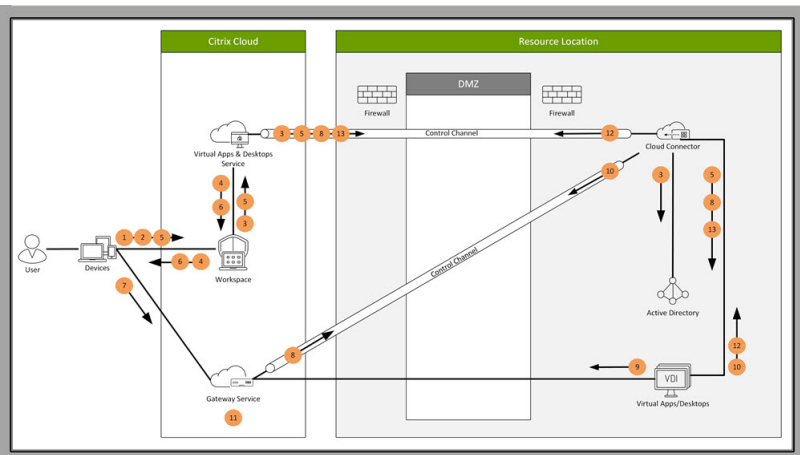 Citrix Cloud
Resource Location
DMZ
Firewall
Firewall
3 5 8 13
Control Channel
12
Virtual Apps & Desktops
Service
Cloud Connector
10
4
6
5
3
3
5
8
13
1 2 5
User
Devices
6 4
Workspace
Control Channel
7
Active Directory
8
12
10
9
VDI
Gateway Service
Virtual Apps/Desktops
11